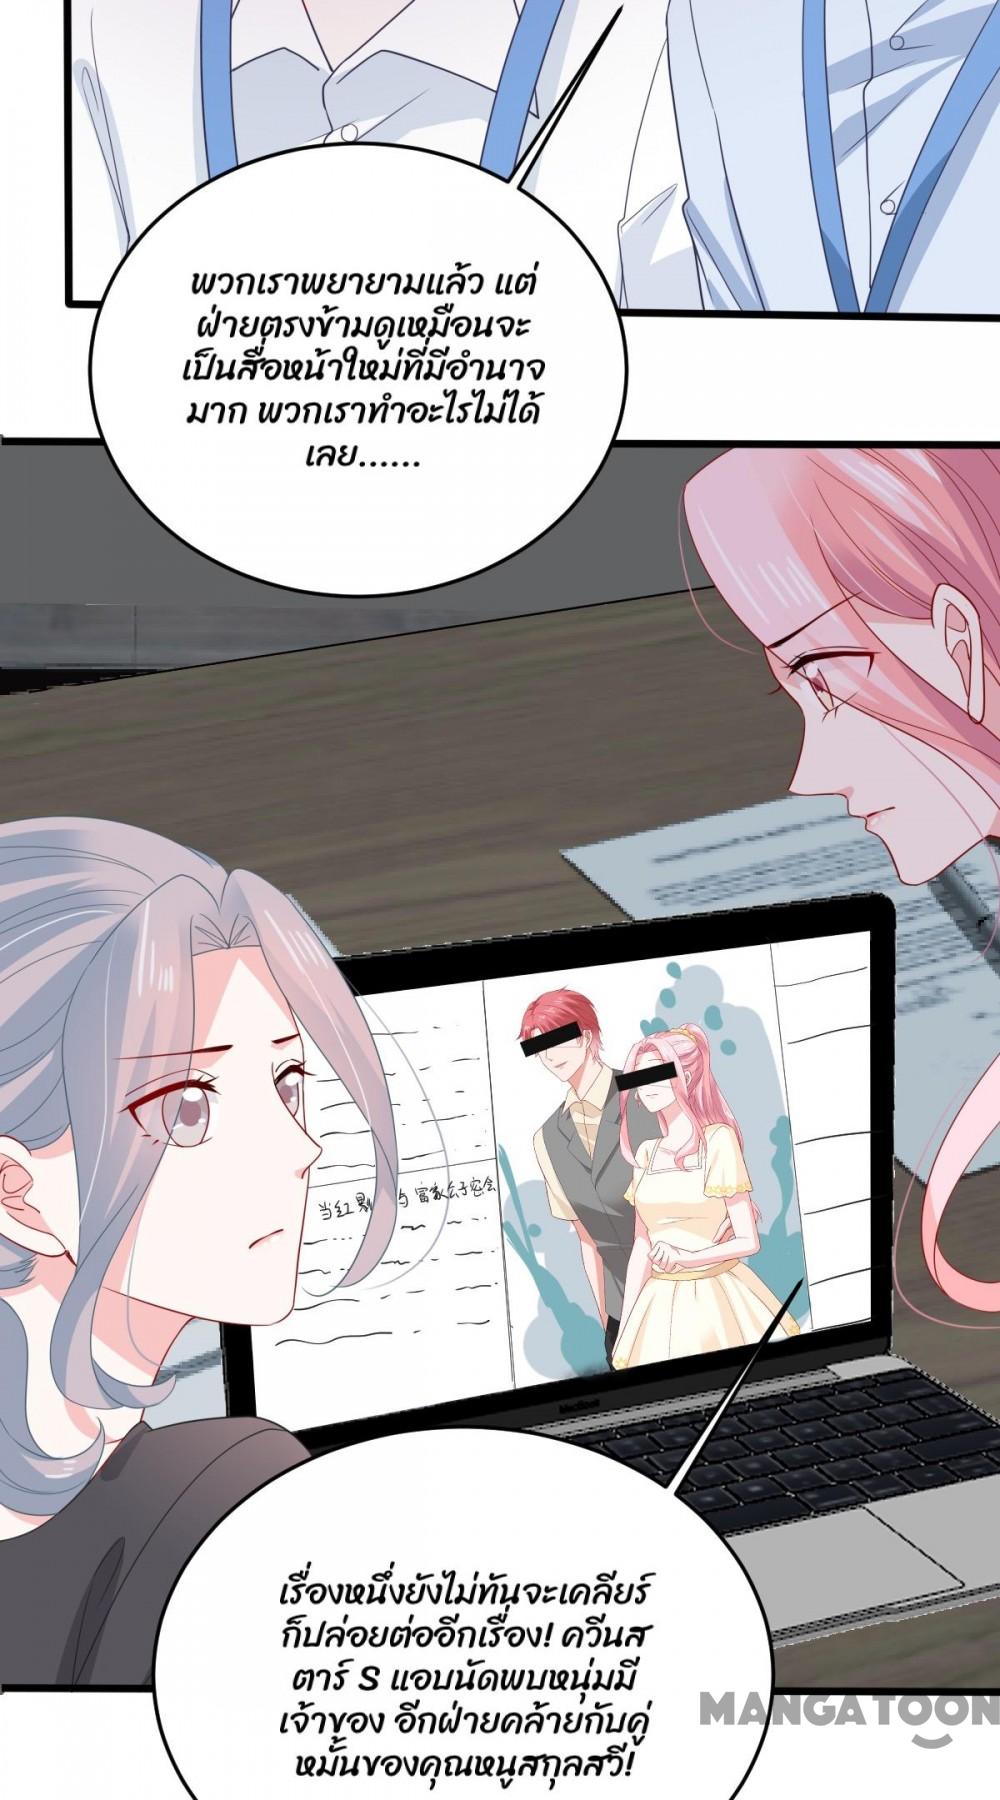 พวกเราพยายามแล้ว แต่
ฝ่ายตรงข้ามดูเหมือนจะ
เป็นสื่อหน้าใหม่ที่มีอำนาจ
มาก พวกเราทำอะไรไม่ได้
เลย......
当红影 与富家公子密会
MacBook
เรื่องหนึ่งยังไม่ทันจะเคลียร์
ก็ปล่อยต่ออีกเรื่อง! ควีนส
ตาร์ S แอบนัดพบหนุ่มมี
เจ้าของ อีกฝ่ายคล้ายกับคู่
หมั้นของคุณหนูสกุลสวี!
MANGATOON